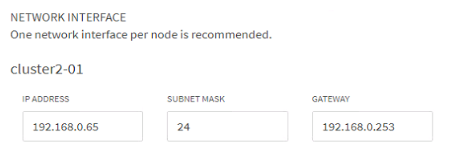 NETWORK INTERFACE
One network interface per node is recommended.
cluster2-01
IP ADDRESS SUBNET MASK GATEWAY
192.168.0.65 24 192.168.0.253